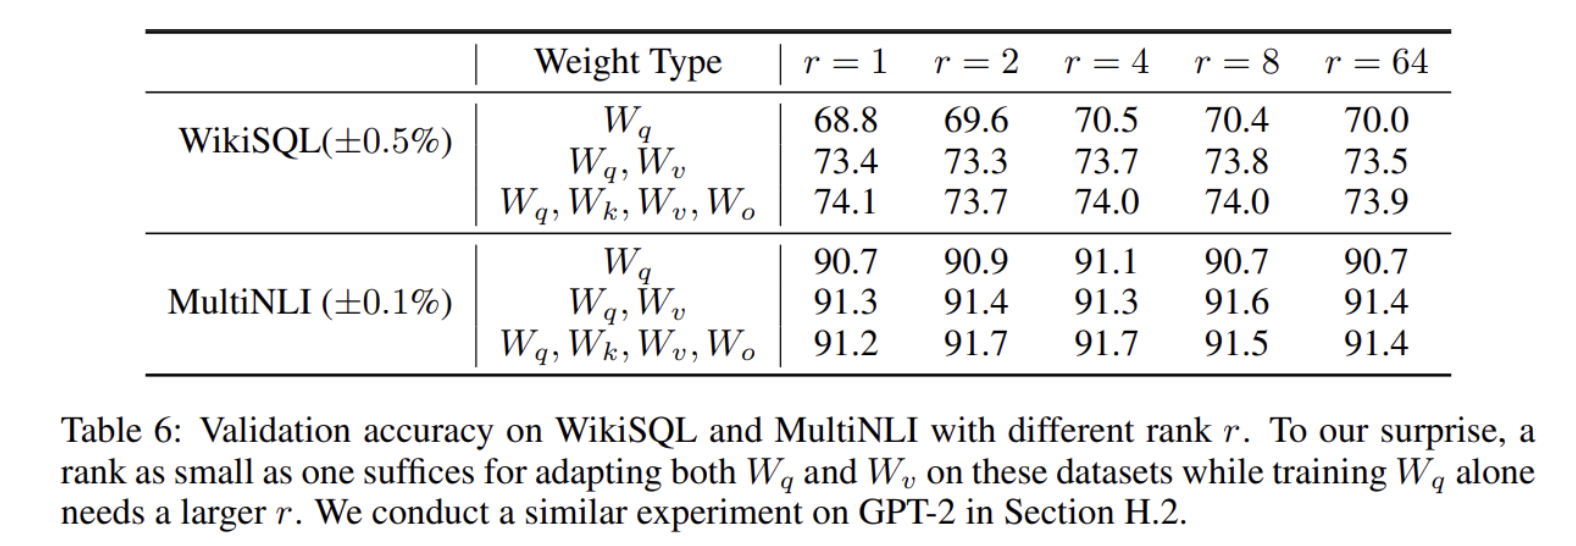 Weight Type r = 1 r = 2 r = 4 r = 8 r = 64
W_q 68.8 69.6 70.5 70.4 70.0
WikiSQL(±0.5%) W_q, W_v 73.4 73.3 73.7 73.8 73.5
W_q, W_k, W_v, W_o 74.1 73.7 74.0 74.0 73.9
W_q 90.7 90.9 91.1 90.7 90.7
MultiNLI (±0.1%) W_q, W_v 91.3 91.4 91.3 91.6 91.4
W_q, W_k, W_v, W_o 91.2 91.7 91.7 91.5 91.4
Table 6: Validation accuracy on WikiSQL and MultiNLI with different rank r. To our surprise, a
rank as small as one suffices for adapting both W_q and W_v on these datasets while training W_q alone
needs a larger r. We conduct a similar experiment on GPT-2 in Section H.2.